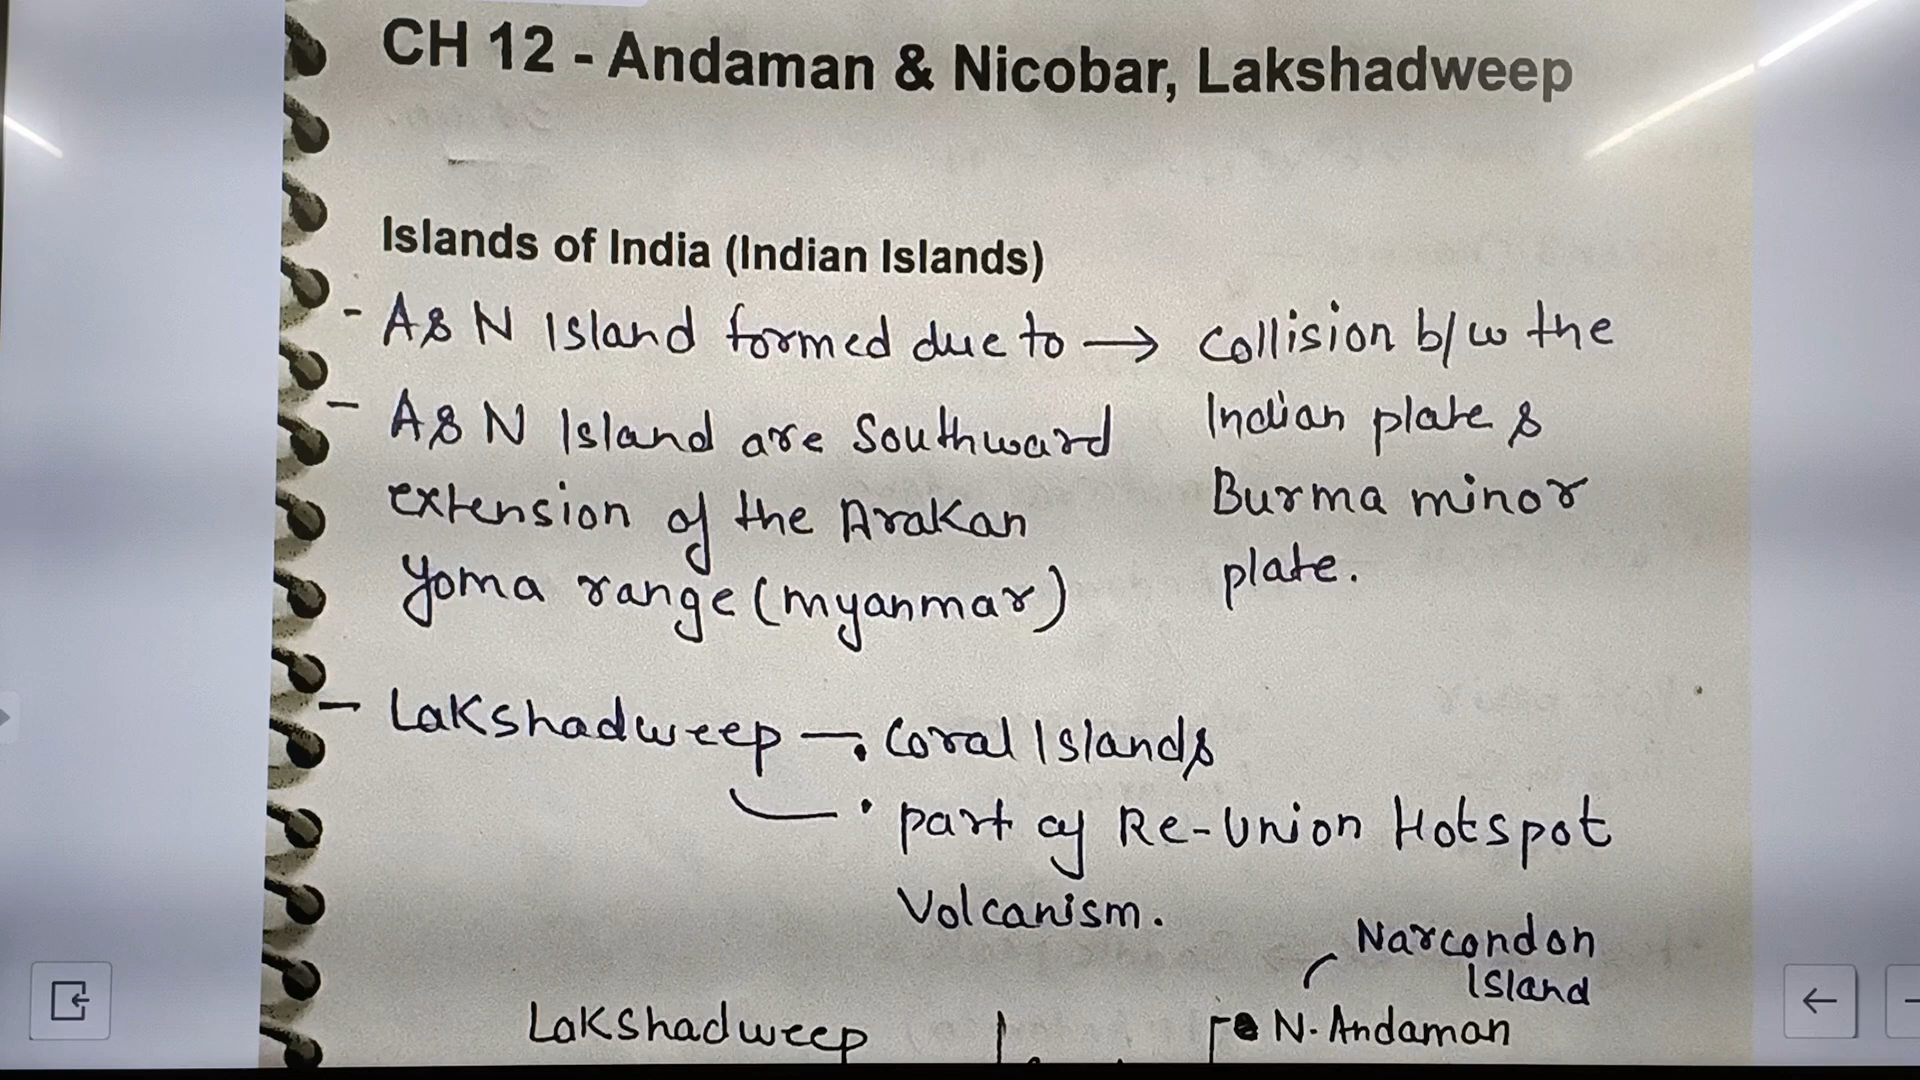 CH 12 - Andaman & Nicobar, Lakshadweep
Islands of India (Indian Islands)
- A & N Island formed due to → Collision b/w the
Indian plate &
Burma minor
plate.
- A & N Island are Southward
extension of the Arakan
Yoma range (Myanmar)
- Lakshadweep → • Coral Islands
• part of Re-Union Hotspot
Volcanism.
Narcondon
Island
Lakshadweep
• N. Andaman